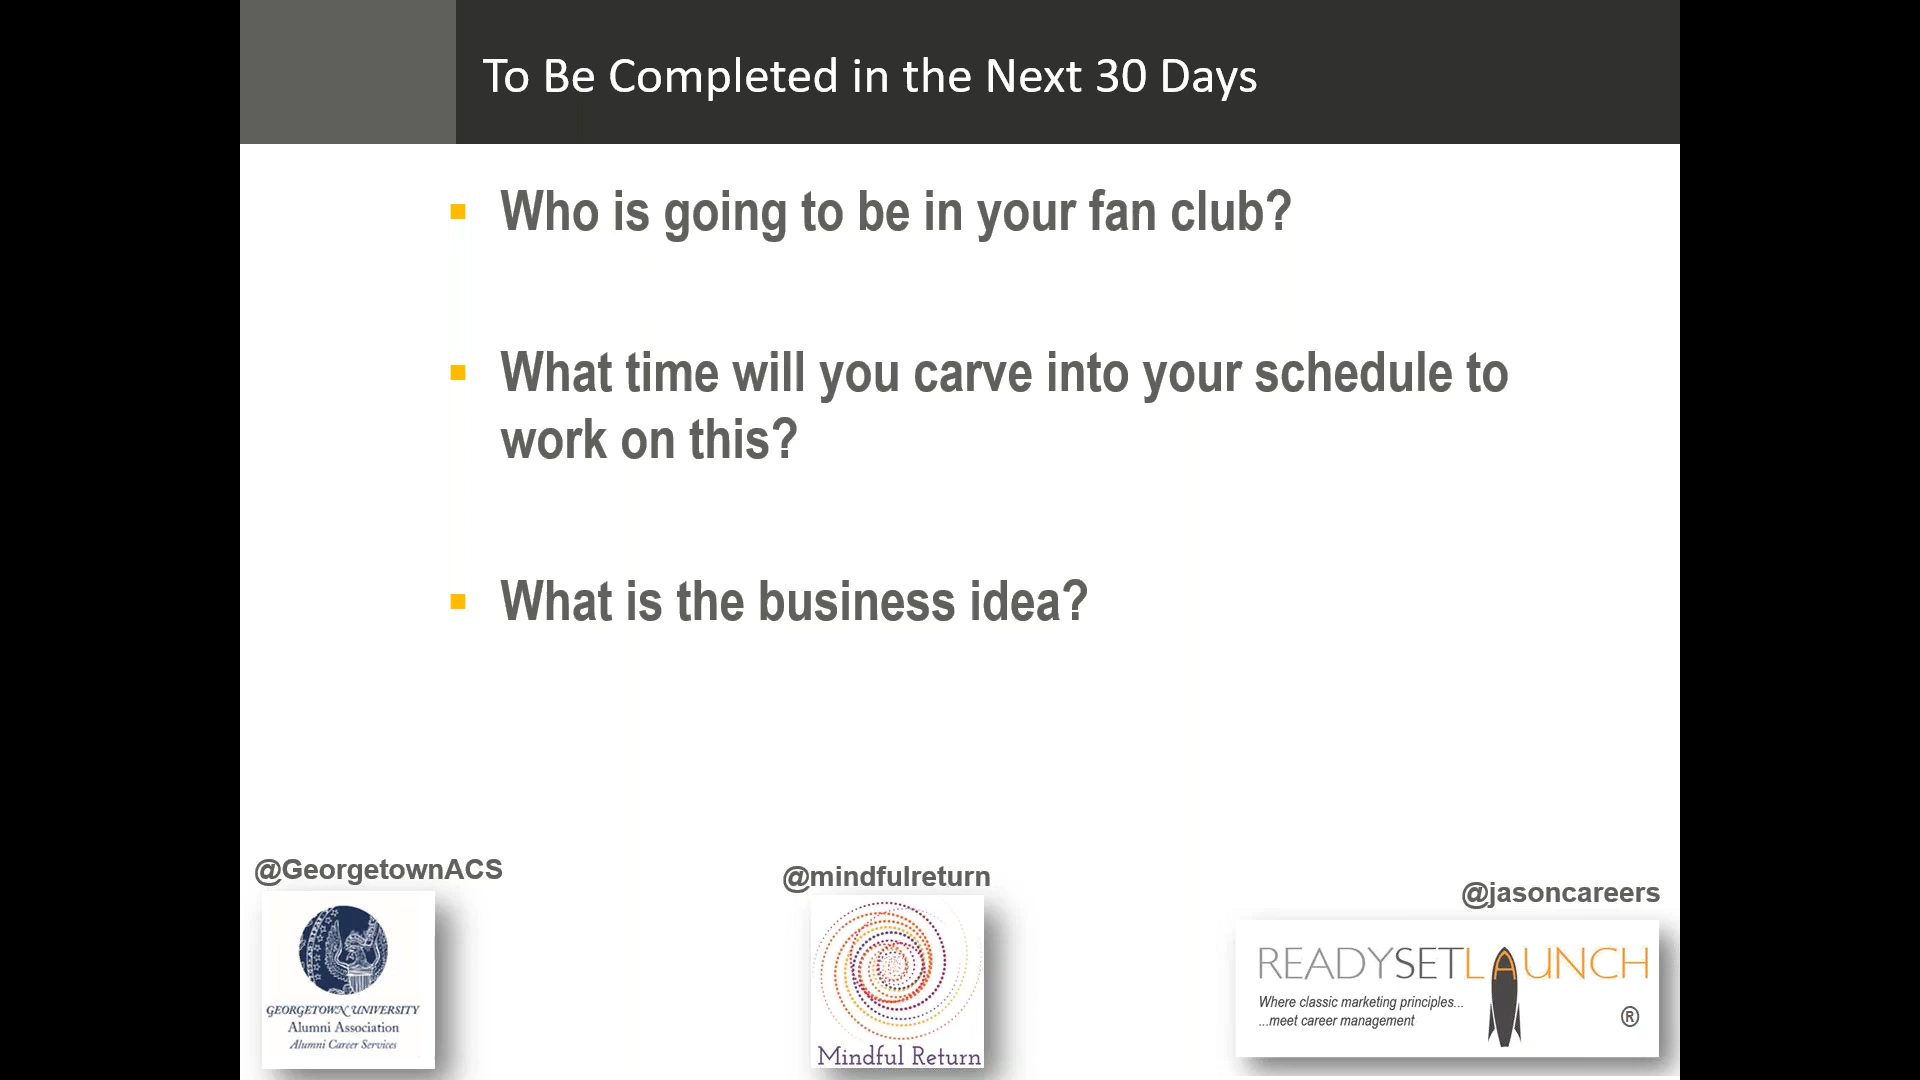 To Be Completed in the Next 30 Days
Who is going to be in your fan club?
What time will you carve into your schedule to
work on this?
What is the business idea?
@GeorgetownACS
GEORGETOWN UNIVERSITY
Alumni Association
Alumni Career Services
@mindfulreturn
Mindful Return
@jasoncareers
READYSETLAUNCH
Where classic marketing principles...
...meet career management
®